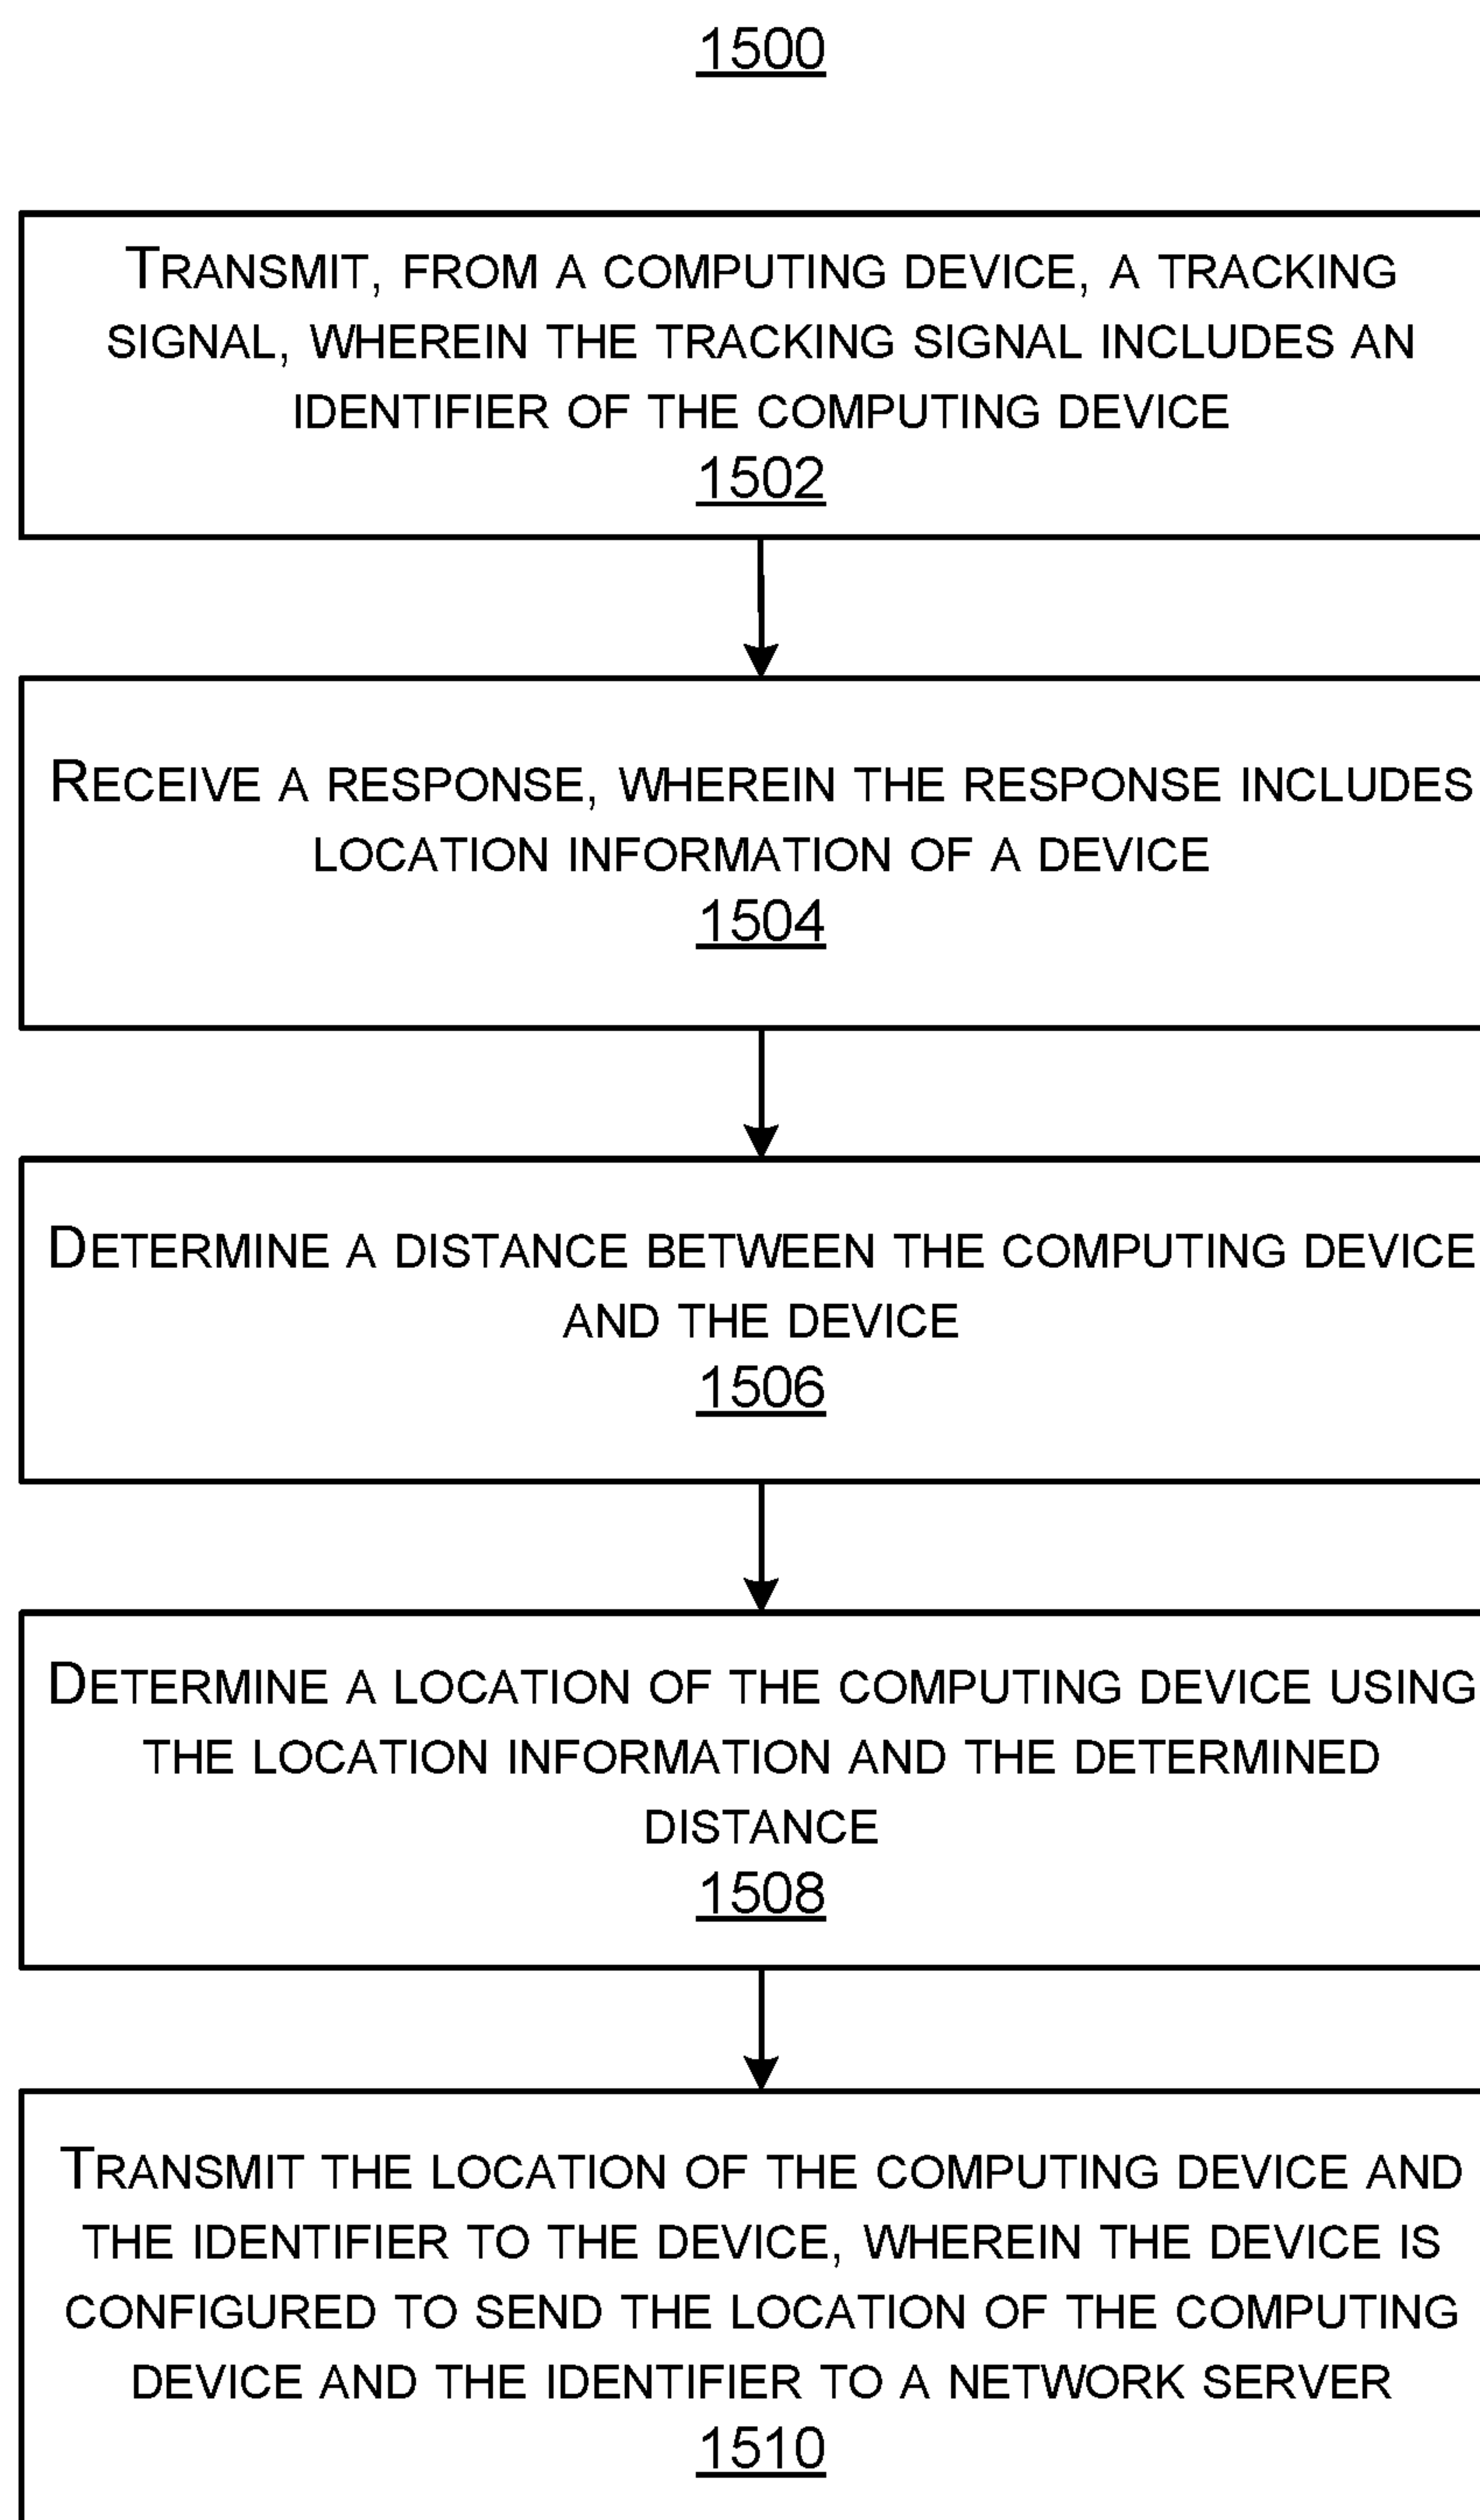 1500
TRANSMIT, FROM A COMPUTING DEVICE, A TRACKING
SIGNAL, WHEREIN THE TRACKING SIGNAL INCLUDES AN
IDENTIFIER OF THE COMPUTING DEVICE
1502
RECEIVE A RESPONSE, WHEREIN THE RESPONSE INCLUDES
LOCATION INFORMATION OF A DEVICE
1504
DETERMINE A DISTANCE BETWEEN THE COMPUTING DEVICE
AND THE DEVICE
1506
DETERMINE A LOCATION OF THE COMPUTING DEVICE USING
THE LOCATION INFORMATION AND THE DETERMINED
DISTANCE
1508
TRANSMIT THE LOCATION OF THE COMPUTING DEVICE AND
THE IDENTIFIER TO THE DEVICE, WHEREIN THE DEVICE IS
CONFIGURED TO SEND THE LOCATION OF THE COMPUTING
DEVICE AND THE IDENTIFIER TO A NETWORK SERVER
1510